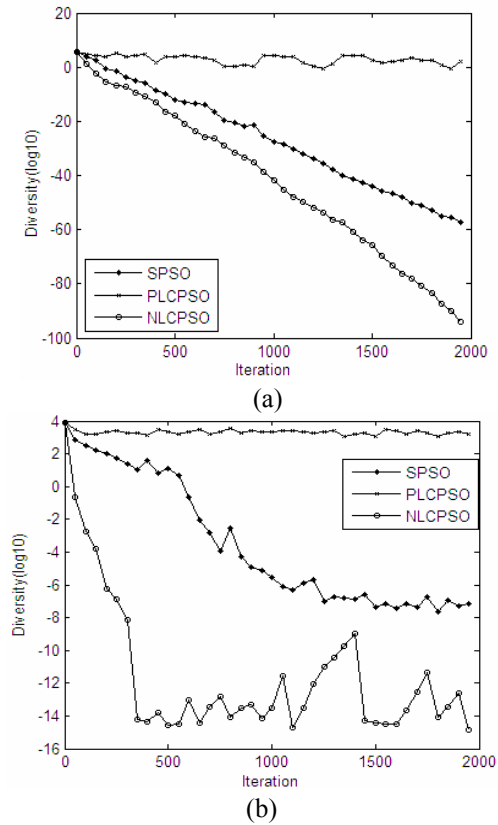 20
0
-20
-40
-60
-80
-100
Diversity(log10)
SPSO
PLCPSO
NLCPSO
0 500 1000 1500 2000
Iteration
(a)
4
2
0
-2
-4
-6
-8
-10
-12
-14
-16
Diversity(log10)
SPSO
PLCPSO
NLCPSO
0 500 1000 1500 2000
Iteration
(b)